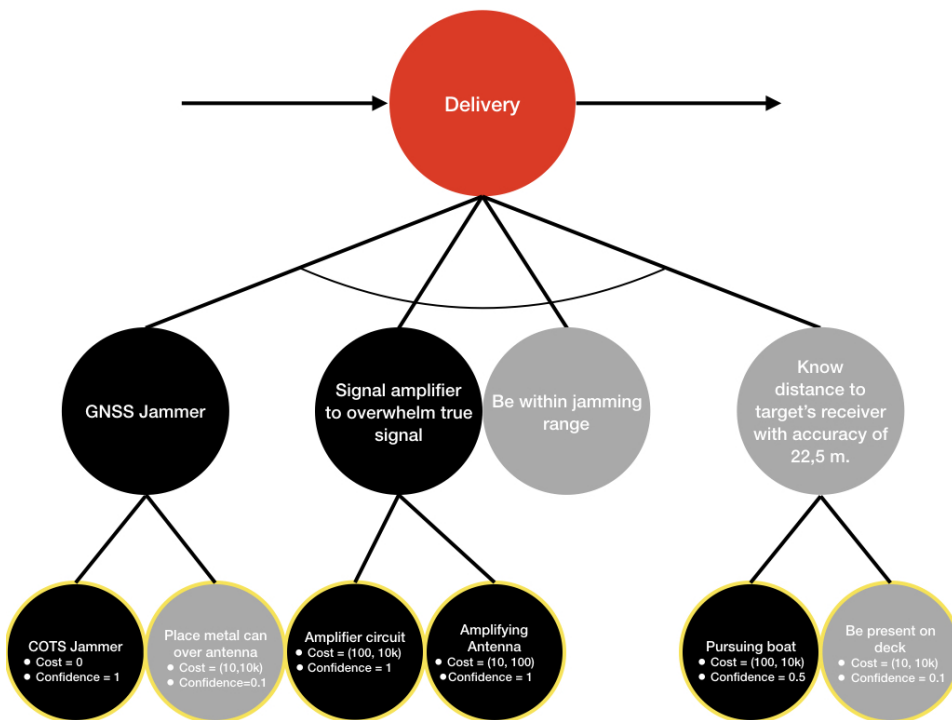 Delivery
GNSS Jammer
Signal amplifier
to overwhelm true
signal
Be within jamming
range
Know
distance to
target's receiver
with accuracy of
22,5 m.
COTS Jammer
● Cost = 0
● Confidence = 1
Place metal can
over antenna
● Cost = (10,10k)
● Confidence=0.1
Amplifier circuit
● Cost = (100, 10k)
● Confidence = 1
Amplifying
Antenna
● Cost = (10, 100)
● Confidence = 1
Pursuing boat
● Cost = (100, 10k)
● Confidence = 0.5
Be present on
deck
● Cost = (10, 10k)
● Confidence = 0.1